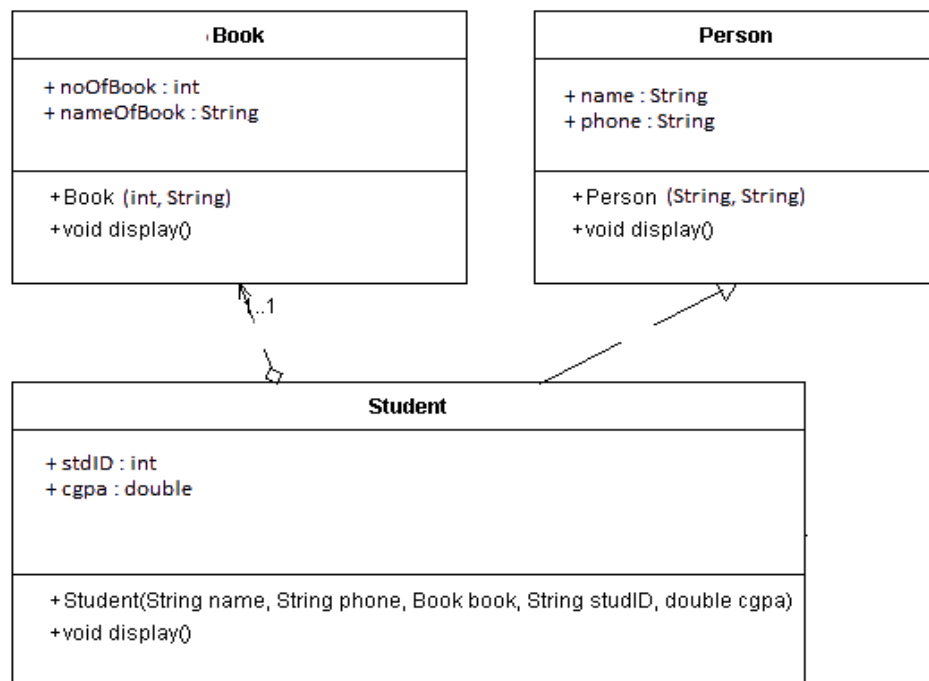 Book
+ noOfBook : int
+ nameOfBook : String
+Book (int, String)
+void display()
Person
+ name : String
+ phone : String
+Person (String, String)
+void display()
1..1
Student
+ stdID : int
+ cgpa : double
+Student(String name, String phone, Book book, String studID, double cgpa)
+void display()